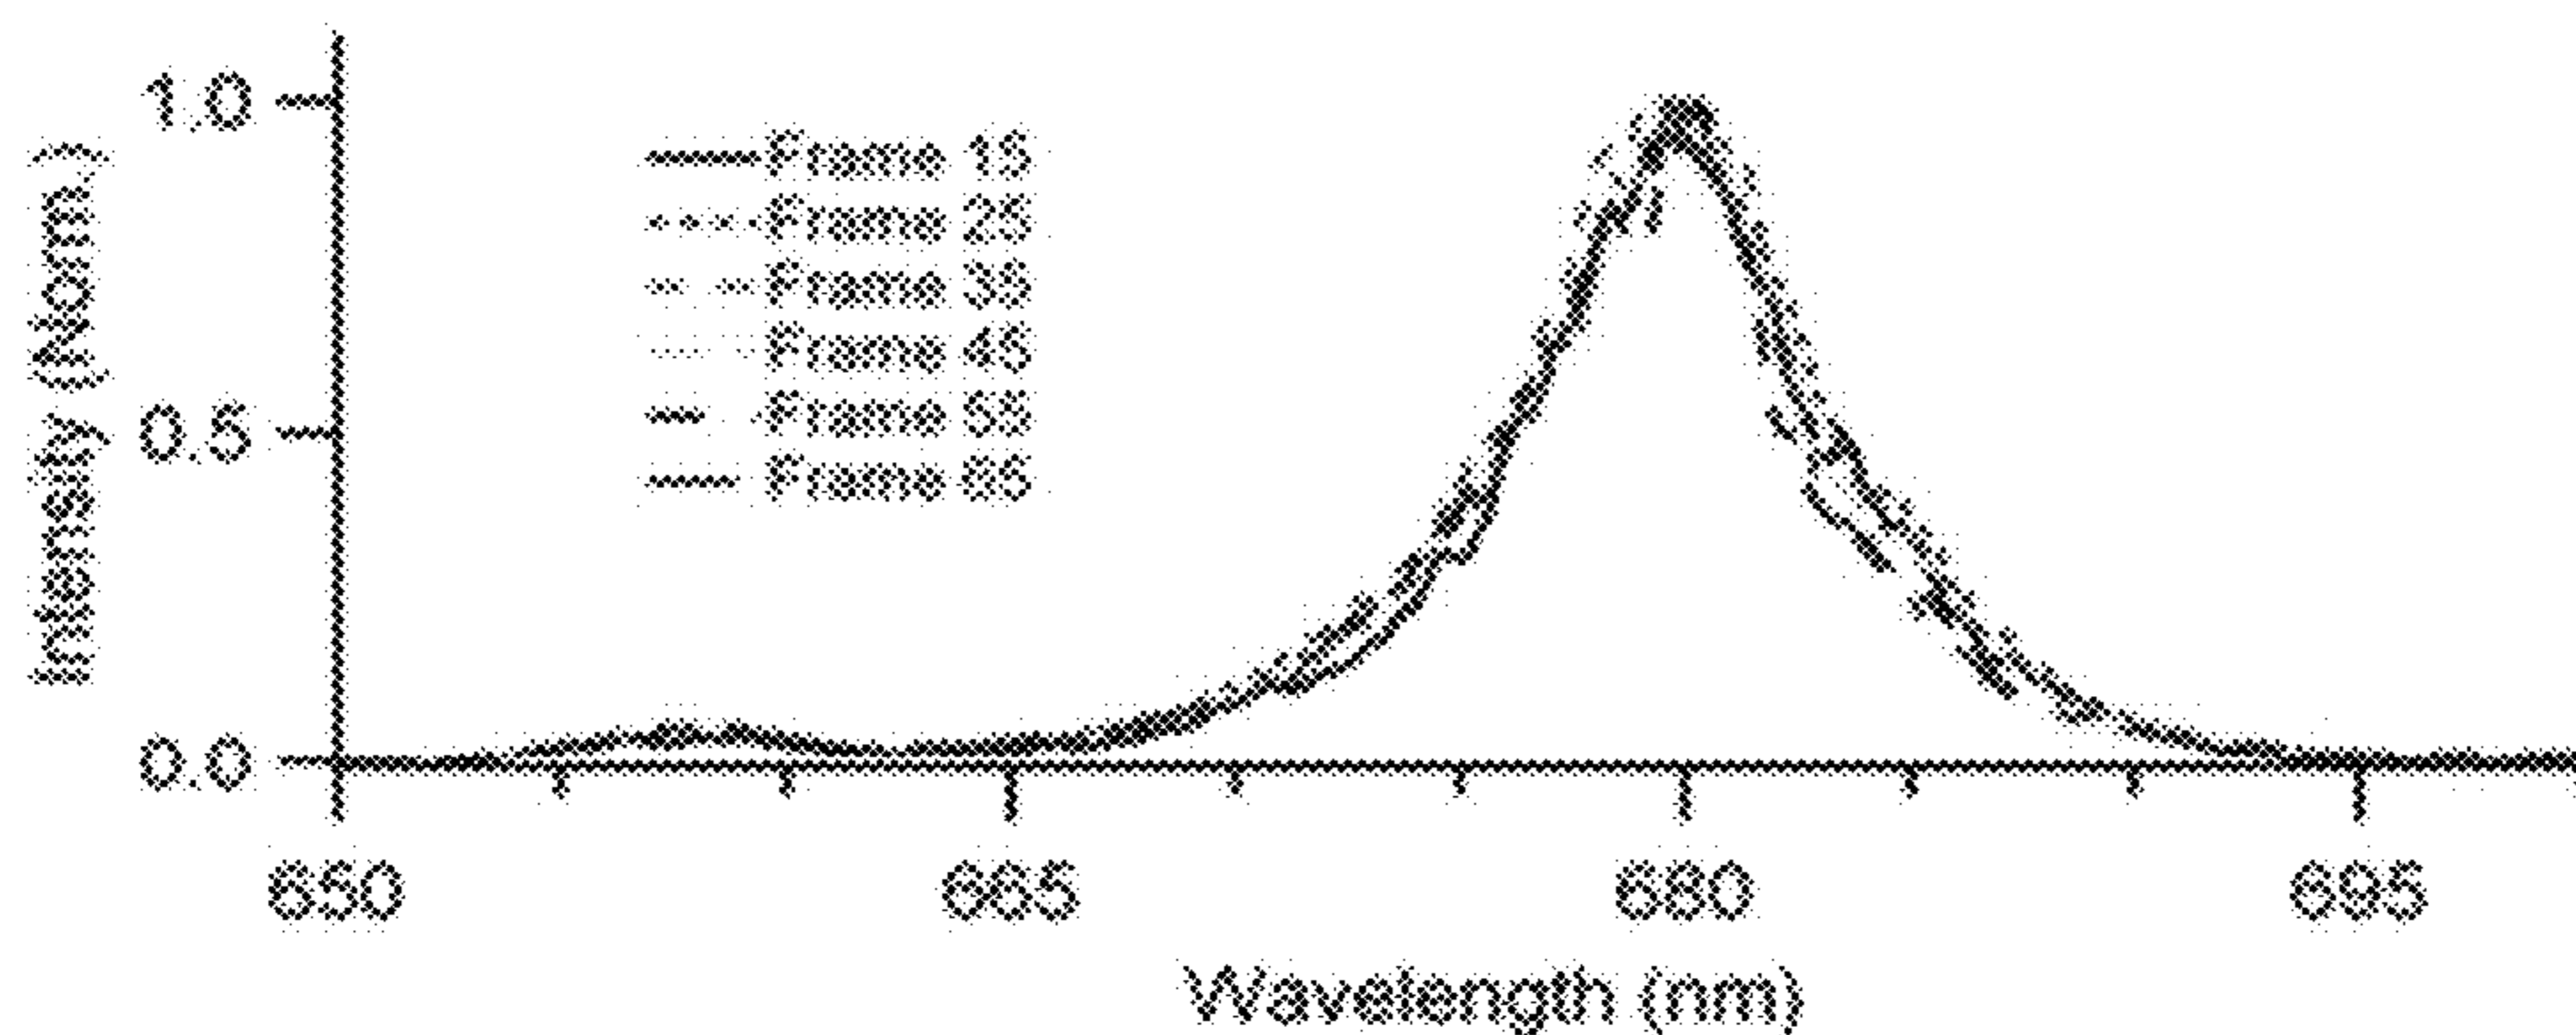 Intensity (Norm.)
1.0
0.5
0.0
Frame 15
Frame 25
Frame 35
Frame 45
Frame 55
Frame 65
650
665
680
695
Wavelength (nm)